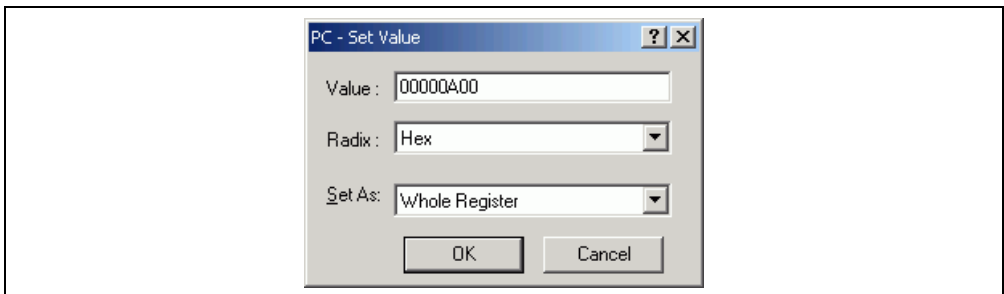 PC - Set Value
Value : 00000A00
Radix : Hex
Set As: Whole Register
OK Cancel